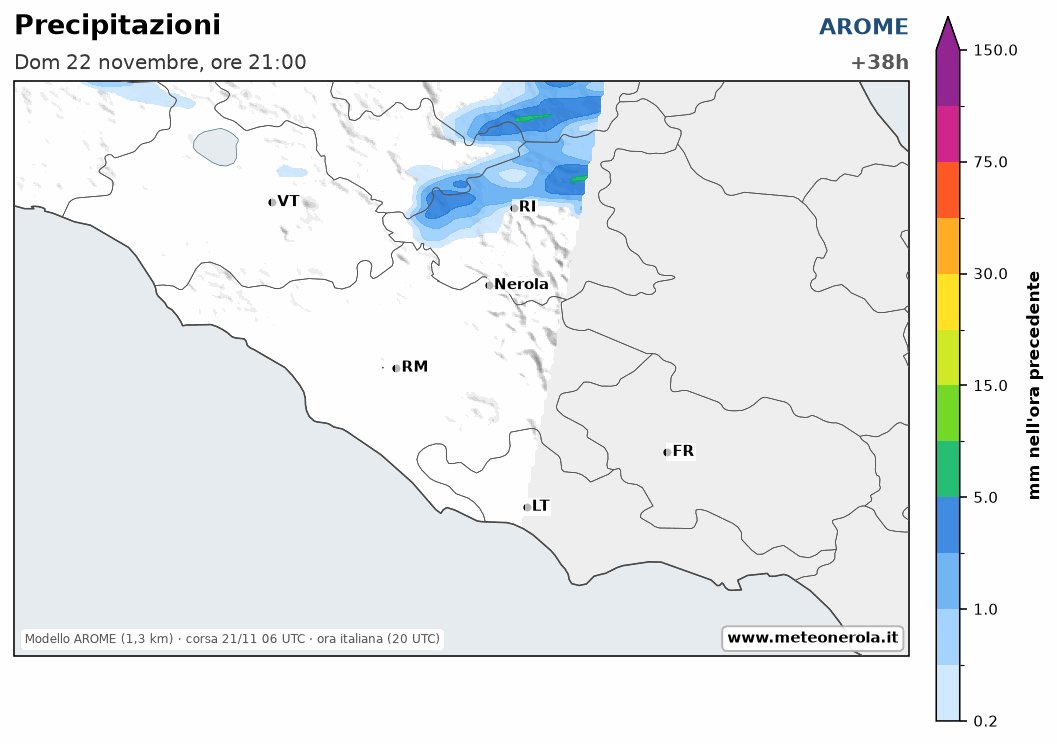 Precipitazioni
AROME
Dom 22 novembre, ore 21:00
+38h
150.0
75.0
30.0
15.0
5.0
1.0
0.2
mm nell'ora precedente
VT
RI
Nerola
RM
FR
LT
Modello AROME (1,3 km) · corsa 21/11 06 UTC · ora italiana (20 UTC)
www.meteonerola.it